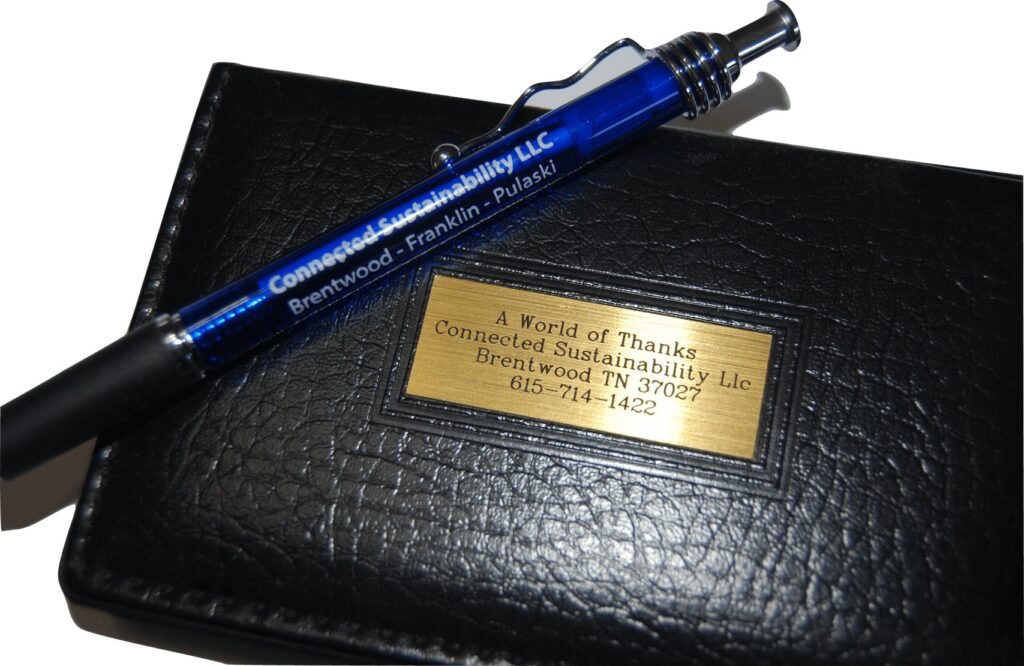 Connected Sustainability LLC
Brentwood - Franklin - Pulaski
A World of Thanks
Connected Sustainability Llc
Brentwood TN 37027
615-714-1422